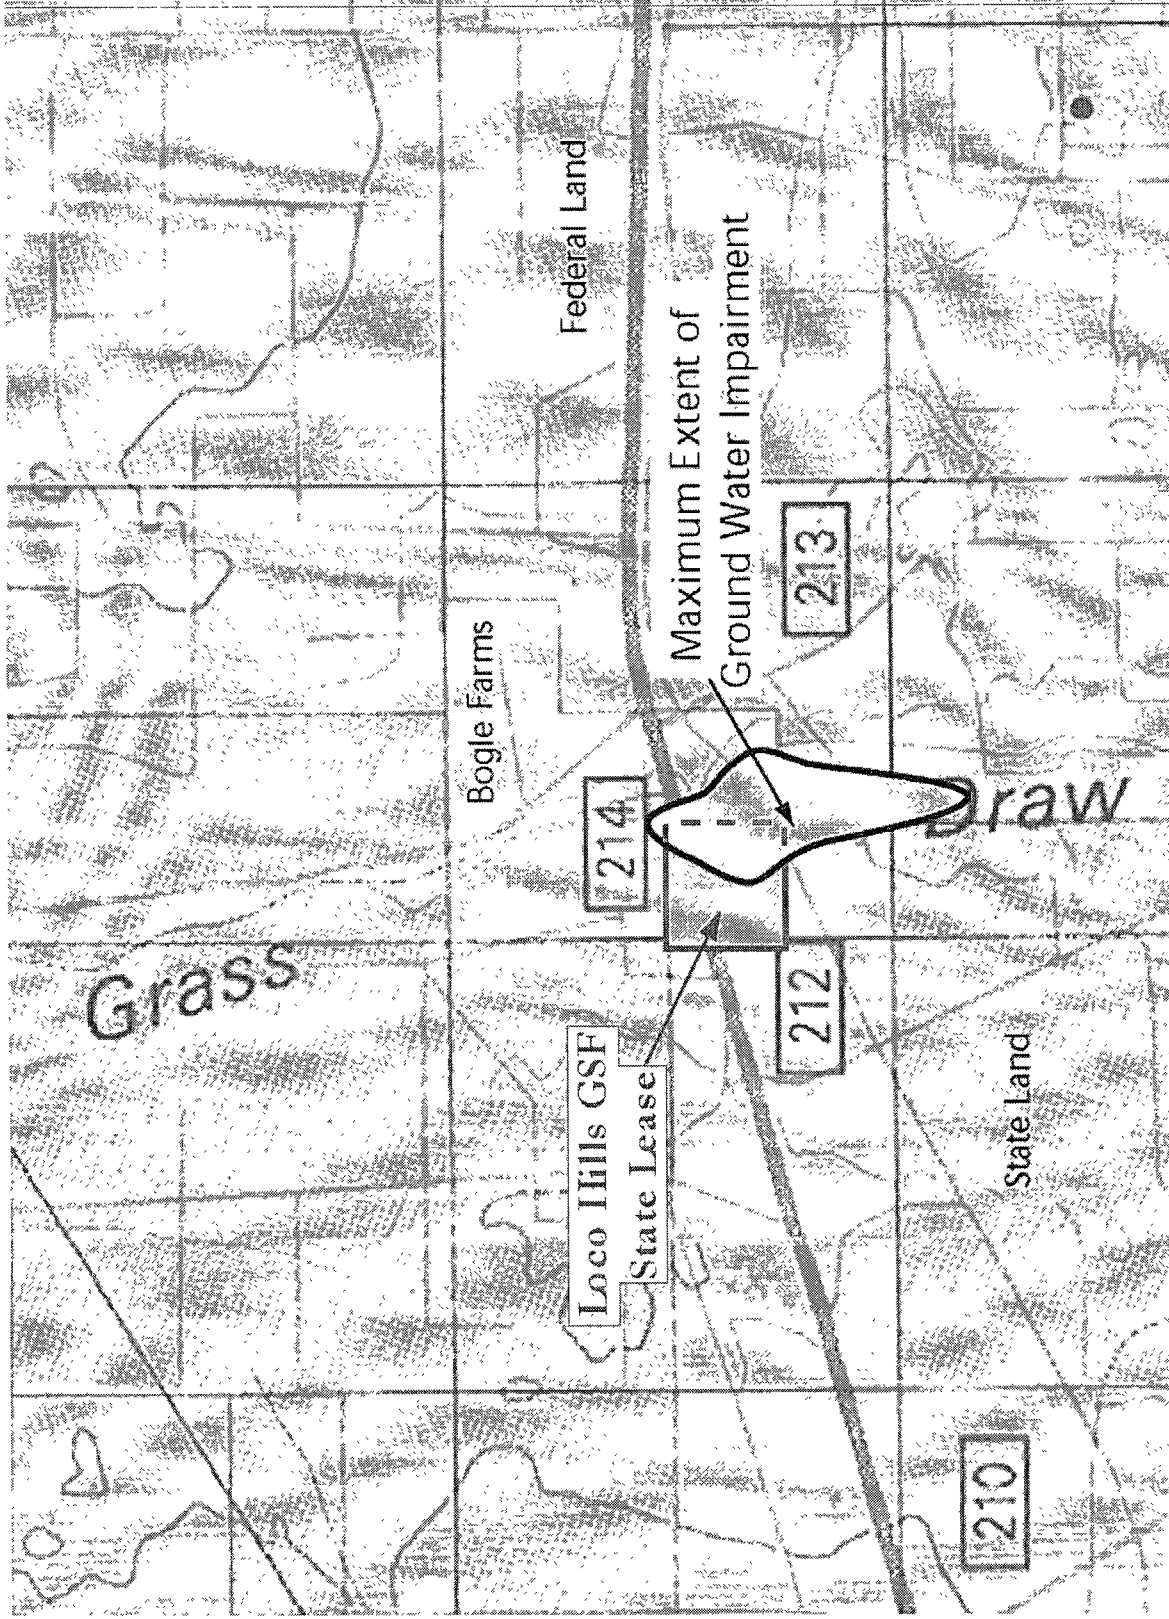 Grass
Federal Land
Bogle Farms
214
Maximum Extent of
Ground Water Impairment
213
Loco Hills GSF
State Lease
212
Draw
State Land
210